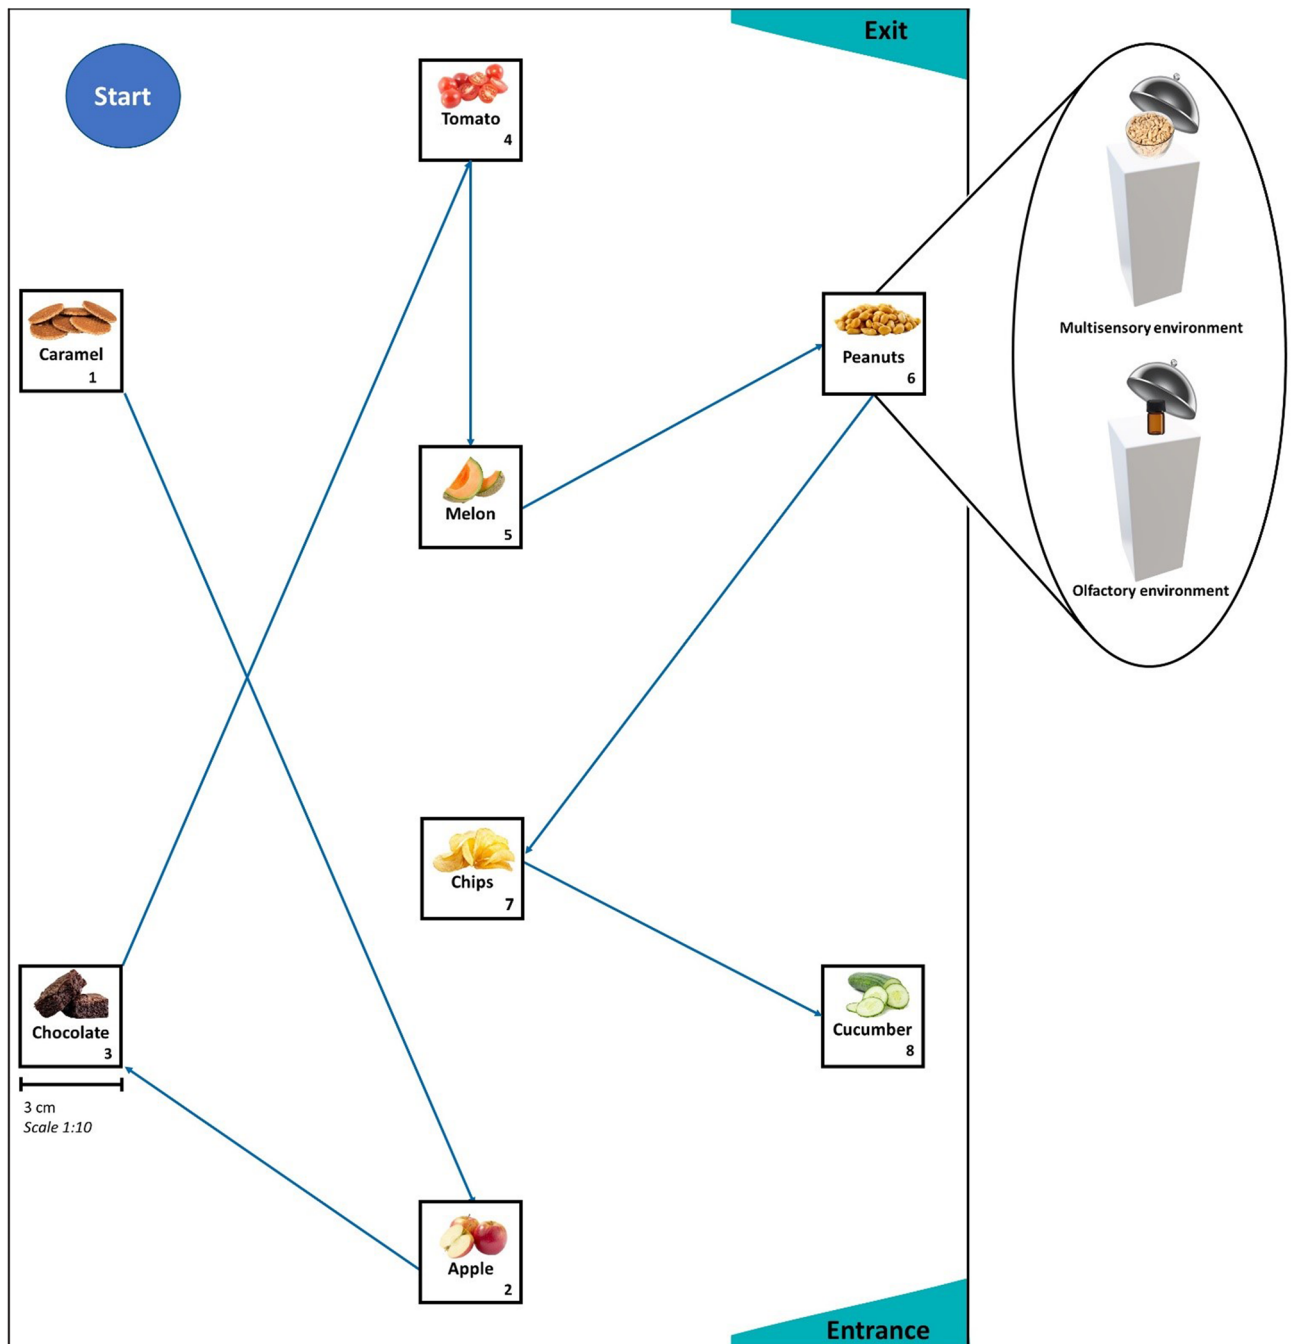 Exit
Start
Tomato
4
Caramel
1
Peanuts
6
Multisensory environment
Melon
5
Olfactory environment
Chips
7
Chocolate
3
Cucumber
8
3 cm
Scale 1:10
Apple
2
Entrance